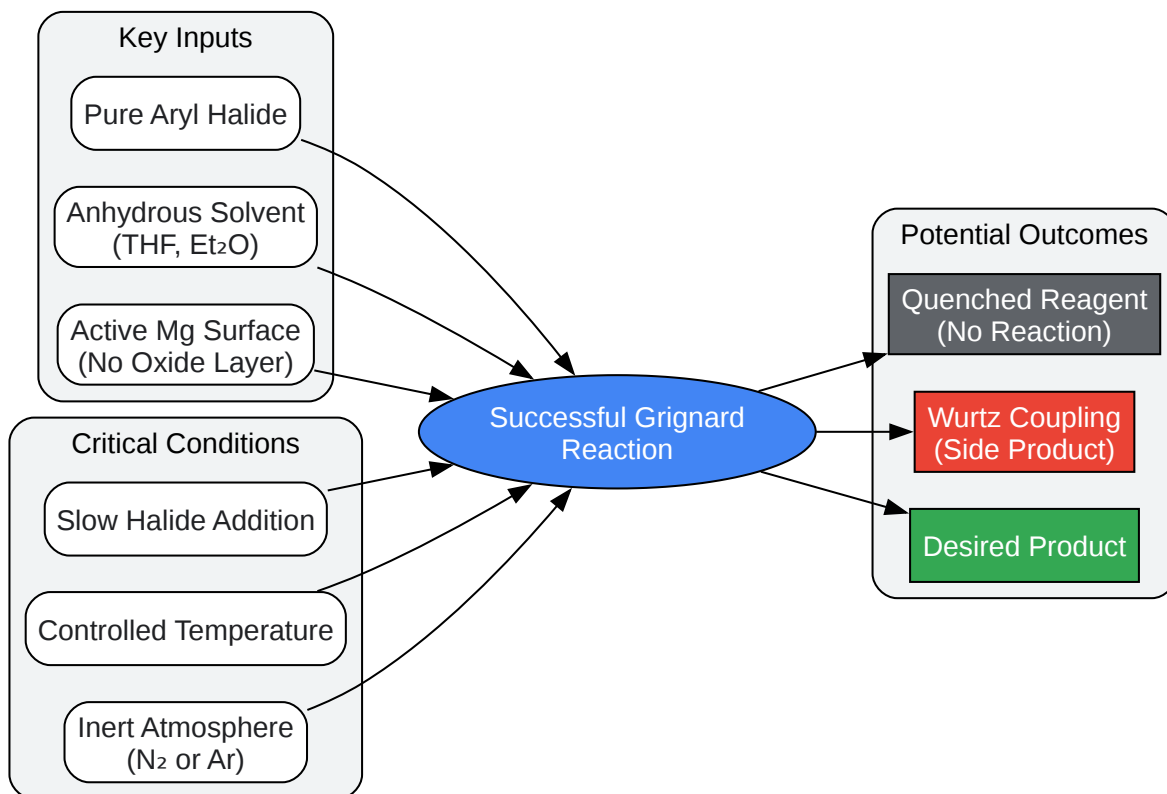 Key Inputs
Pure Aryl Halide
Anhydrous Solvent
(THF, Et₂O)
Active Mg Surface
(No Oxide Layer)
Critical Conditions
Slow Halide Addition
Controlled Temperature
Inert Atmosphere
(N₂ or Ar)
Successful Grignard
Reaction
Potential Outcomes
Quenched Reagent
(No Reaction)
Wurtz Coupling
(Side Product)
Desired Product